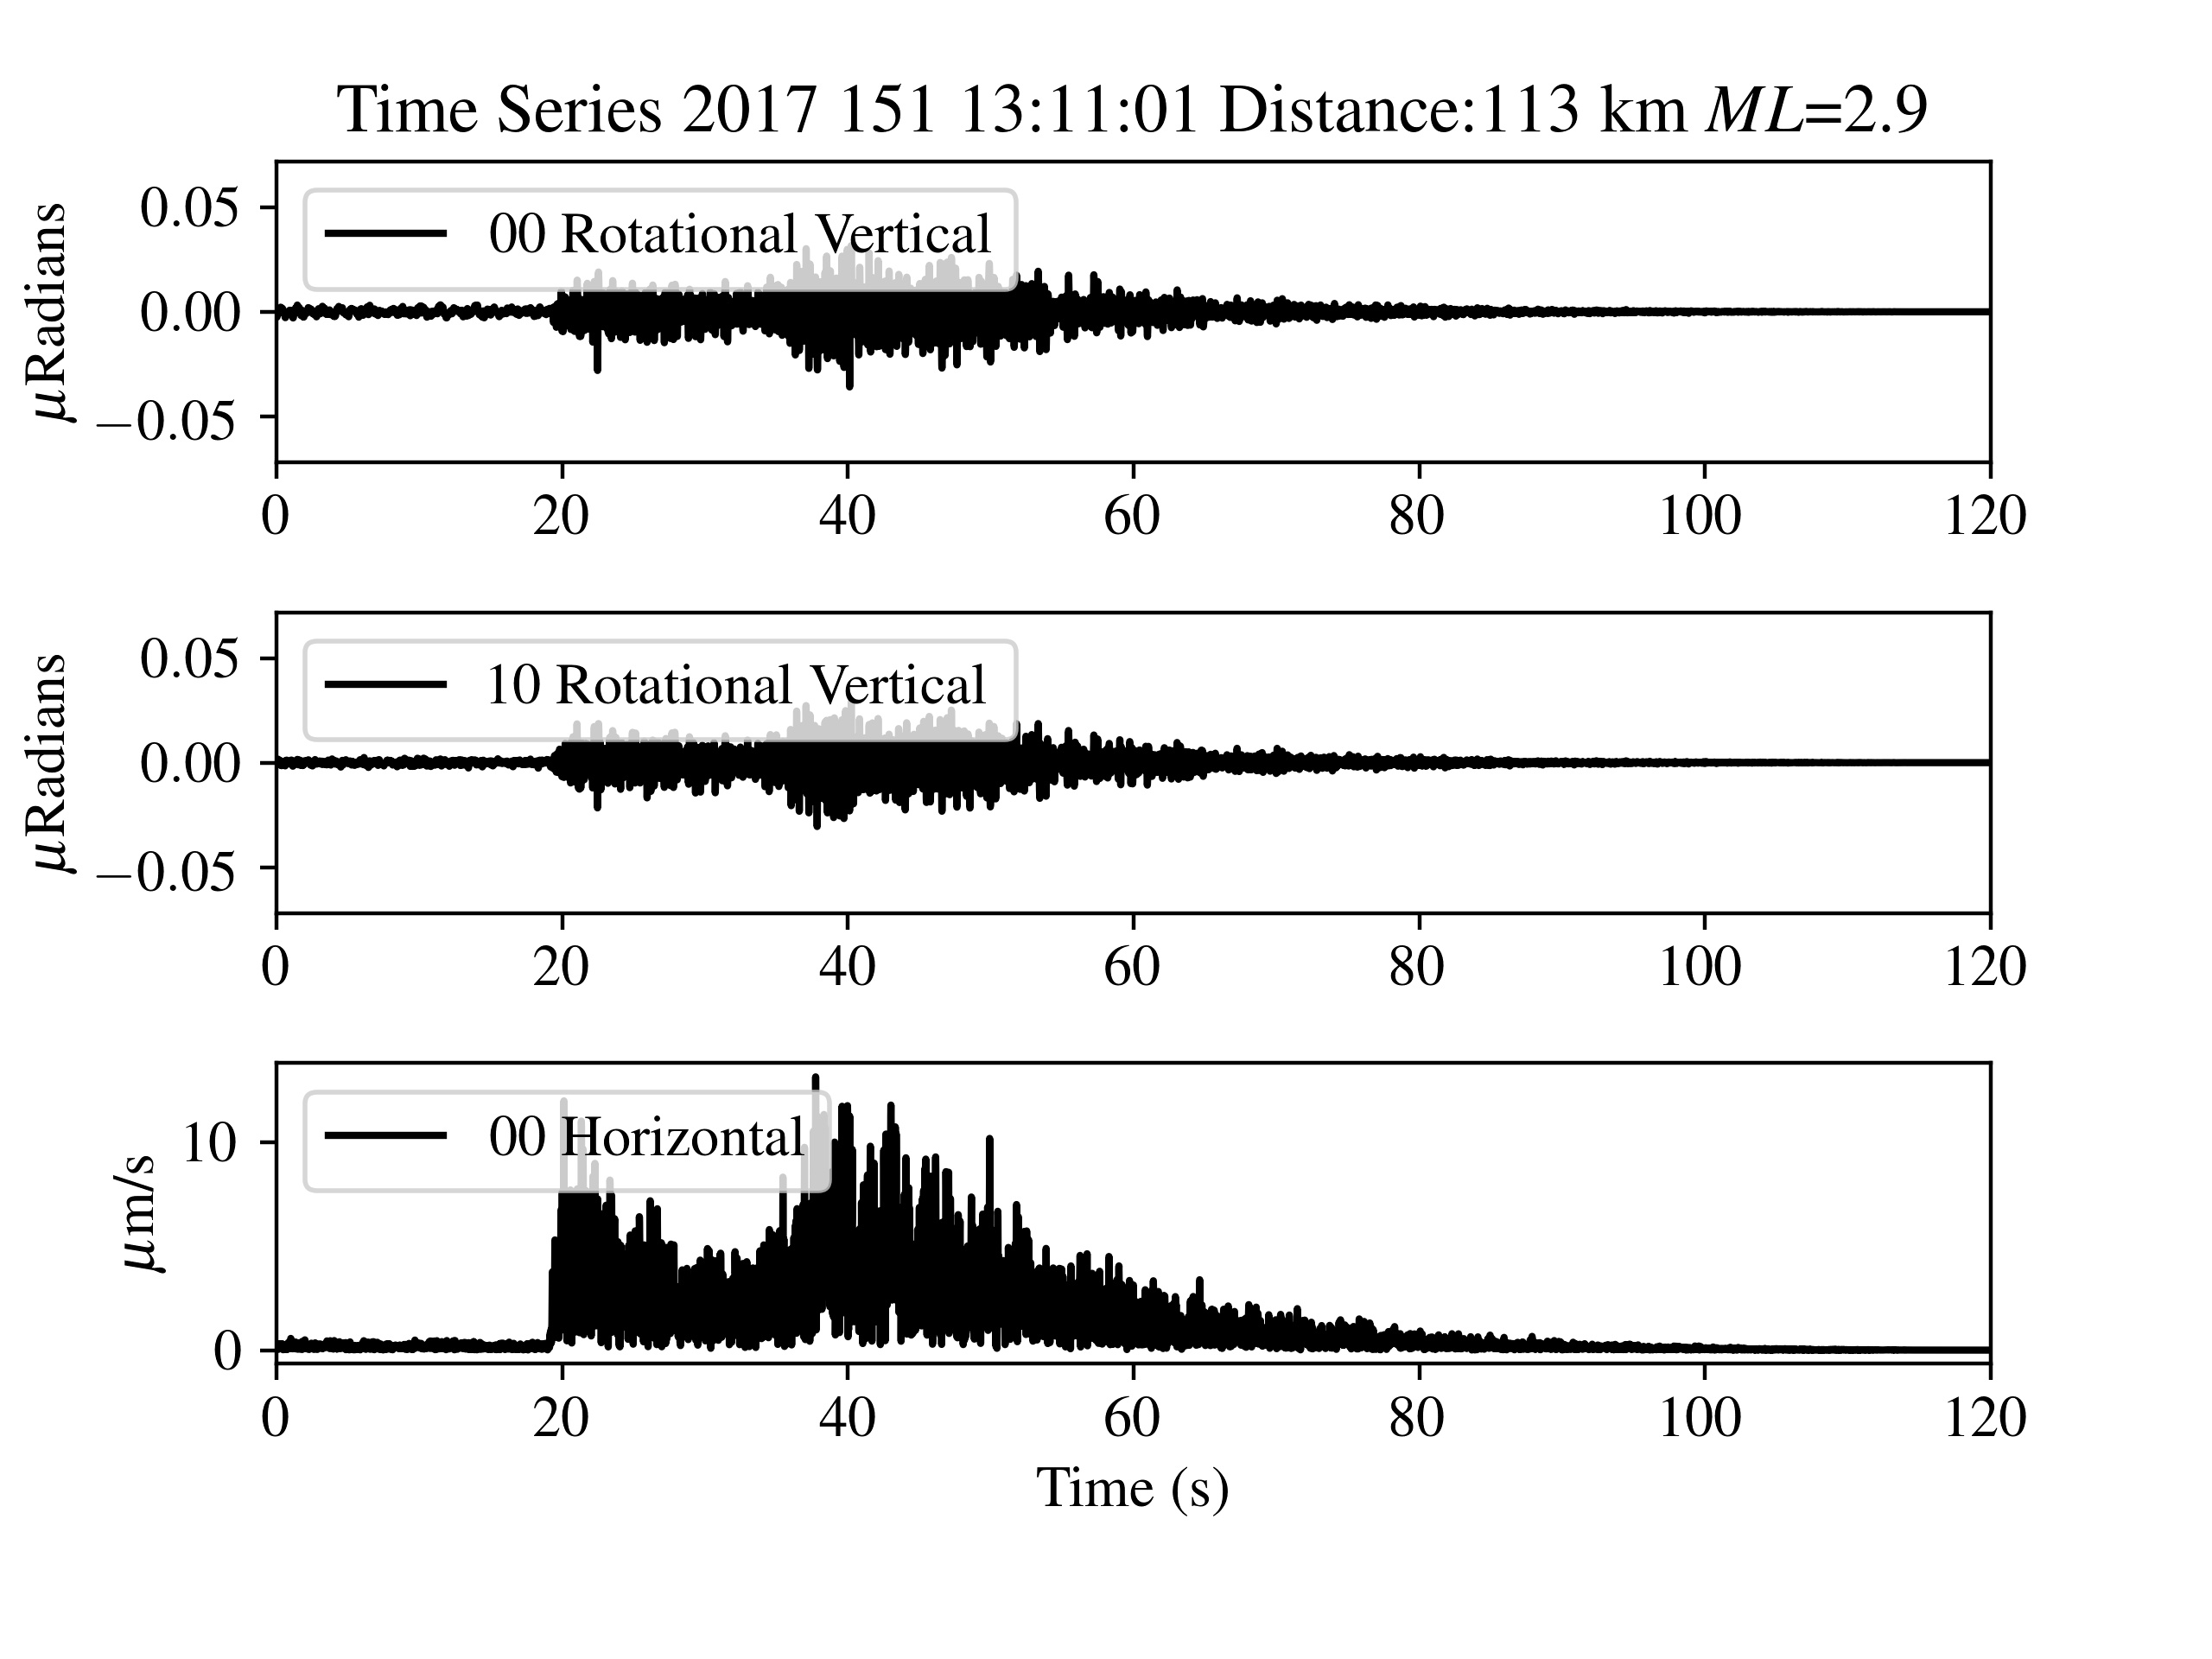 Time Series 2017 151 13:11:01 Distance:113 km ML=2.9
μRadians
0.05
0.00
−0.05
00 Rotational Vertical
0 20 40 60 80 100 120
μRadians
0.05
0.00
−0.05
10 Rotational Vertical
0 20 40 60 80 100 120
μm/s
10
0
00 Horizontal
0 20 40 60 80 100 120
Time (s)